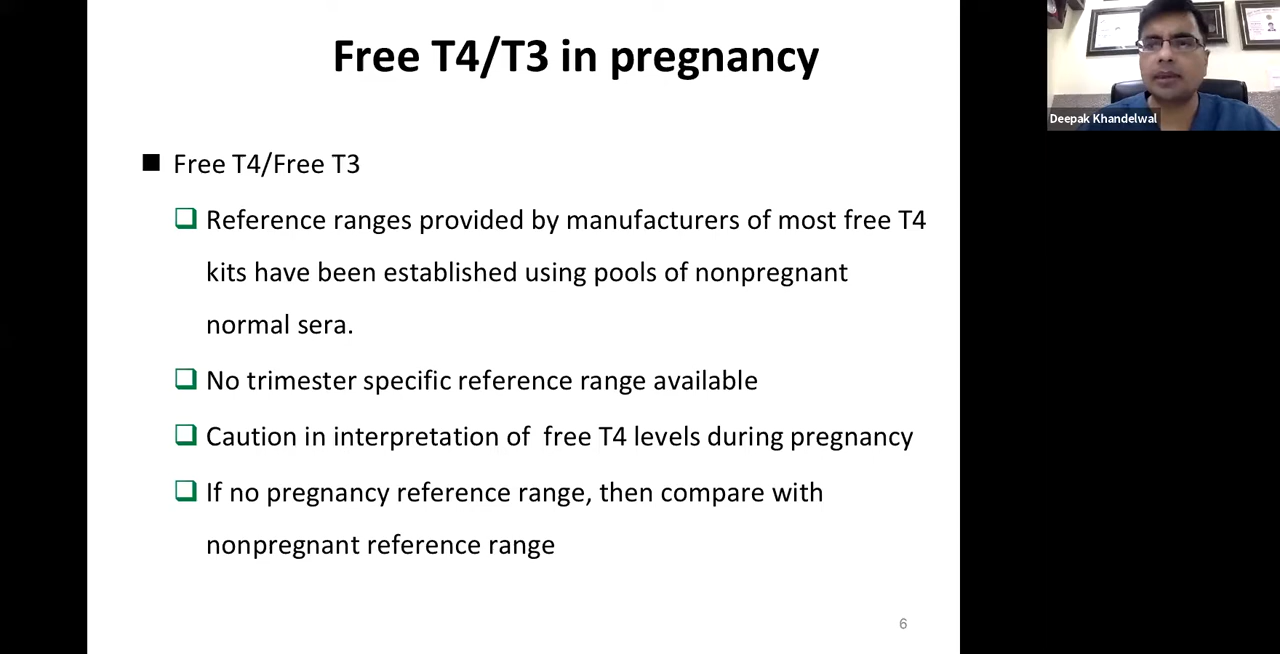 Free T4/T3 in pregnancy
Deepak Khandelwal
Free T4/Free T3
Reference ranges provided by manufacturers of most free T4
kits have been established using pools of nonpregnant
normal sera.
No trimester specific reference range available
Caution in interpretation of  free T4 levels during pregnancy
If no pregnancy reference range, then compare with
nonpregnant reference range
6